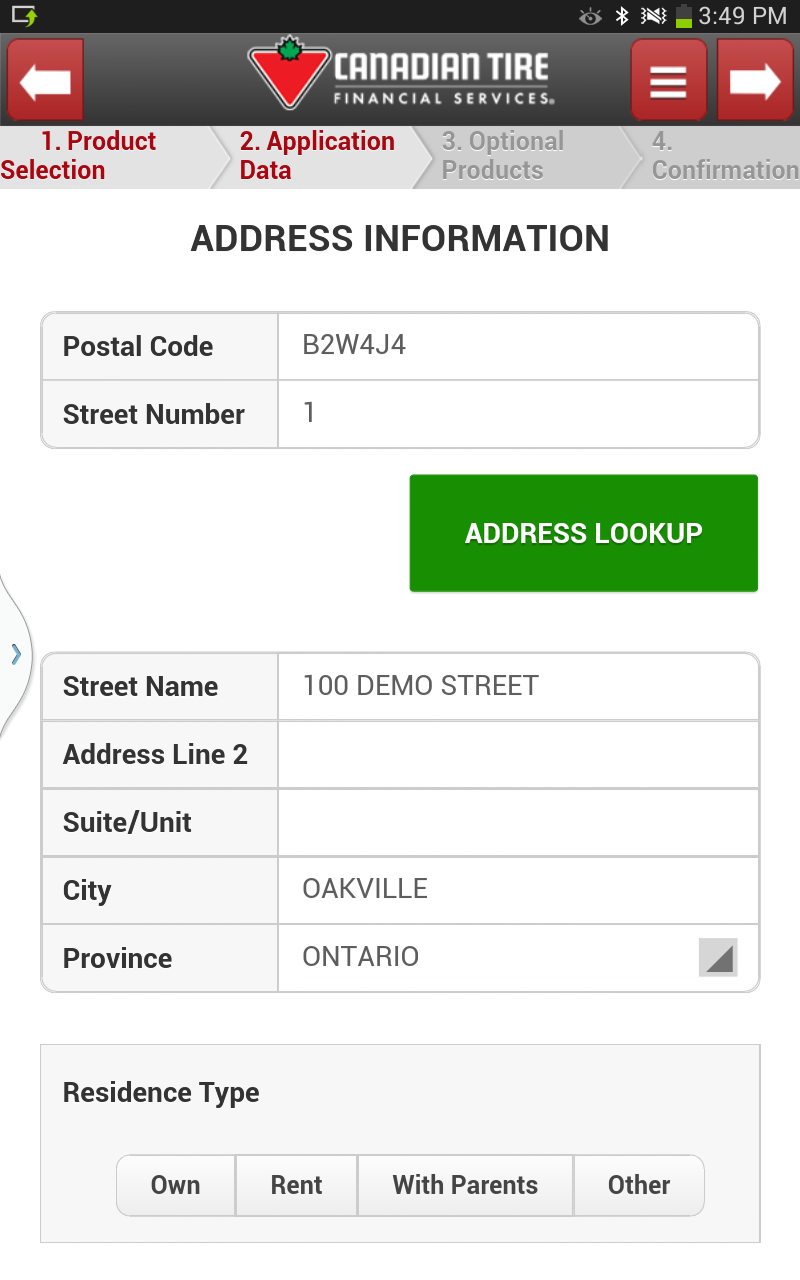 3:49 PM
CANADIAN TIRE
FINANCIAL SERVICES®
1. Product Selection
2. Application Data
3. Optional Products
4. Confirmation
ADDRESS INFORMATION
Postal Code B2W4J4
Street Number 1
ADDRESS LOOKUP
Street Name 100 DEMO STREET
Address Line 2
Suite/Unit
City OAKVILLE
Province ONTARIO
Residence Type
Own Rent With Parents Other